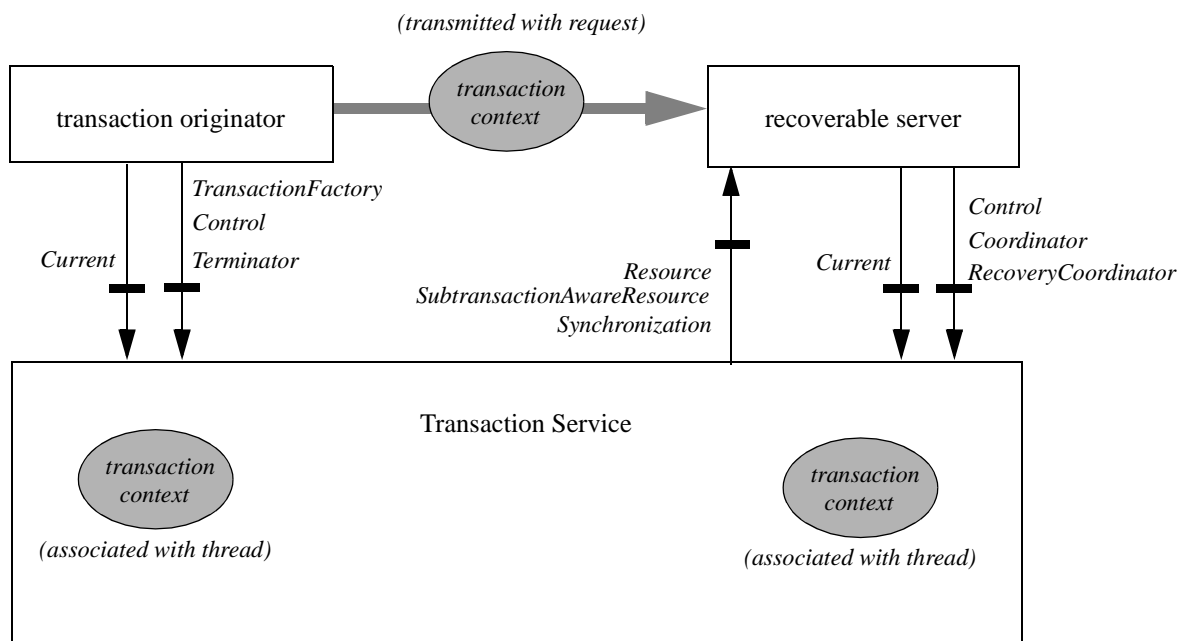 (transmitted with request)
transaction originator
transaction
context
recoverable server
TransactionFactory
Control
Terminator
Current
Resource
SubtransactionAwareResource
Synchronization
Current
Control
Coordinator
RecoveryCoordinator
Transaction Service
transaction
context
(associated with thread)
transaction
context
(associated with thread)